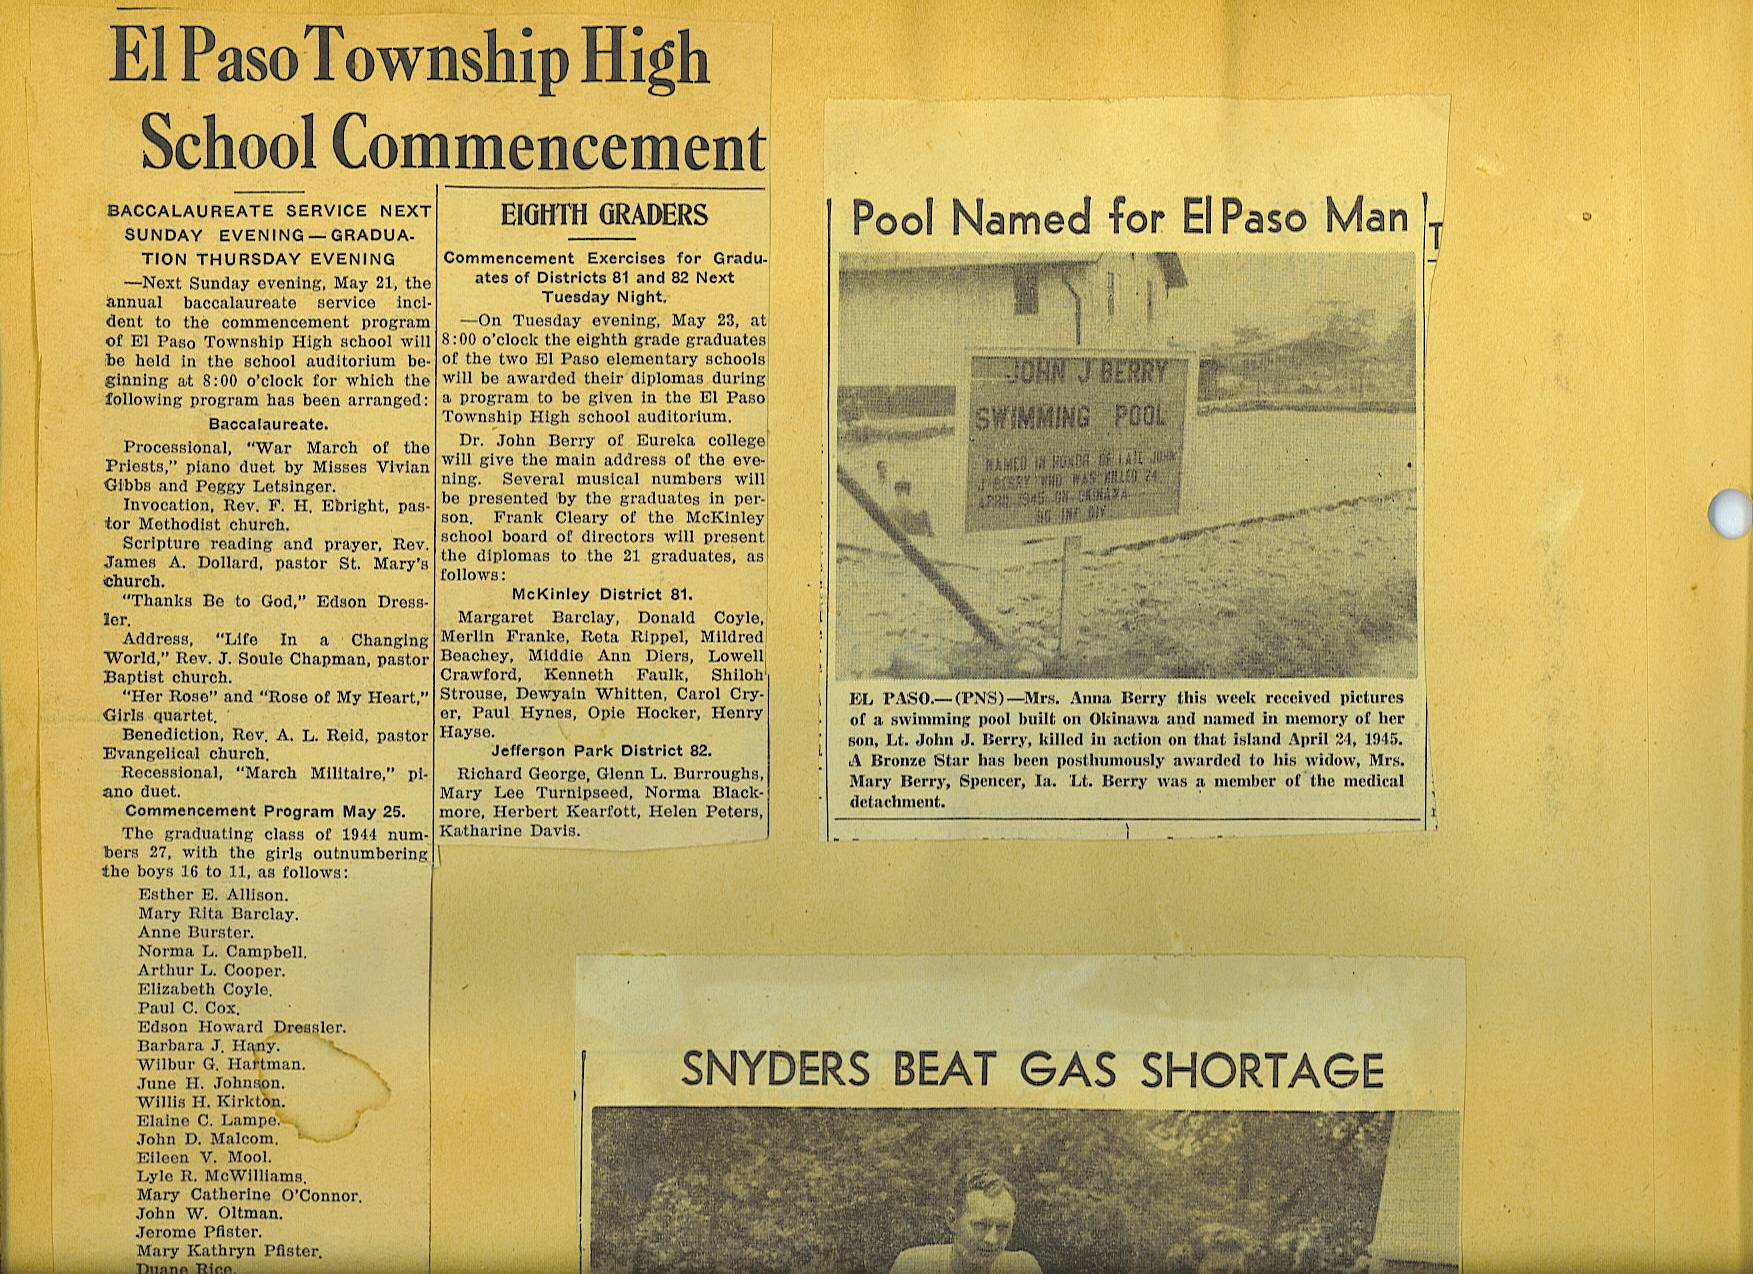 El Paso Township High
School Commencement
BACCALAUREATE SERVICE NEXT
SUNDAY EVENING—GRADUA-
TION THURSDAY EVENING
—Next Sunday evening, May 21, the
annual baccalaureate service inci-
dent to the commencement program
of El Paso Township High school will
be held in the school auditorium be-
ginning at 8:00 o'clock for which the
following program has been arranged:
Baccalaureate.
Processional, "War March of the
Priests," piano duet by Misses Vivian
Gibbs and Peggy Letsinger.
Invocation, Rev. F. H. Ebright, pas-
tor Methodist church.
Scripture reading and prayer, Rev.
James A. Dollard, pastor St. Mary's
church.
"Thanks Be to God," Edson Dress-
ler.
Address, "Life In a Changing
World," Rev. J. Soule Chapman, pastor
Baptist church.
"Her Rose" and "Rose of My Heart,"
Girls quartet.
Benediction, Rev. A. L. Reid, pastor
Evangelical church.
Recessional, "March Militaire," pi-
ano duet.
Commencement Program May 25.
The graduating class of 1944 num-
bers 27, with the girls outnumbering
the boys 16 to 11, as follows:
Esther E. Allison.
Mary Rita Barclay.
Anne Burster.
Norma L. Campbell.
Arthur L. Cooper.
Elizabeth Coyle.
Paul C. Cox.
Edson Howard Dressler.
Barbara J. Hany.
Wilbur G. Hartman.
June H. Johnson.
Willis H. Kirkton.
Elaine C. Lampe.
John D. Malcom.
Eileen V. Mool.
Lyle R. McWilliams.
Mary Catherine O'Connor.
John W. Oltman.
Jerome Pfister.
Mary Kathryn Pfister.
Duane Rice.
EIGHTH GRADERS
Commencement Exercises for Gradu-
ates of Districts 81 and 82 Next
Tuesday Night.
—On Tuesday evening, May 23, at
8:00 o'clock the eighth grade graduates
of the two El Paso elementary schools
will be awarded their diplomas during
a program to be given in the El Paso
Township High school auditorium.
Dr. John Berry of Eureka college
will give the main address of the eve-
ning. Several musical numbers will
be presented by the graduates in per-
son. Frank Cleary of the McKinley
school board of directors will present
the diplomas to the 21 graduates, as
follows:
McKinley District 81.
Margaret Barclay, Donald Coyle,
Merlin Franke, Reta Rippel, Mildred
Beachey, Middie Ann Diers, Lowell
Crawford, Kenneth Faulk, Shiloh
Strouse, Dewyain Whitten, Carol Cry-
er, Paul Hynes, Opie Hocker, Henry
Hayse.
Jefferson Park District 82.
Richard George, Glenn L. Burroughs,
Mary Lee Turnipseed, Norma Black-
more, Herbert Kearfott, Helen Peters,
Katharine Davis.
Pool Named for El Paso Man
T
JOHN J BERRY
SWIMMING POOL
NAMED IN HONOR OF LATE JOHN
J BERRY WHO WAS KILLED 24
APRIL 1945 ON OKINAWA
96 INF DIV
EL PASO.—(PNS)—Mrs. Anna Berry this week received pictures
of a swimming pool built on Okinawa and named in memory of her
son, Lt. John J. Berry, killed in action on that island April 24, 1945.
A Bronze Star has been posthumously awarded to his widow, Mrs.
Mary Berry, Spencer, Ia. Lt. Berry was a member of the medical
detachment.
SNYDERS BEAT GAS SHORTAGE